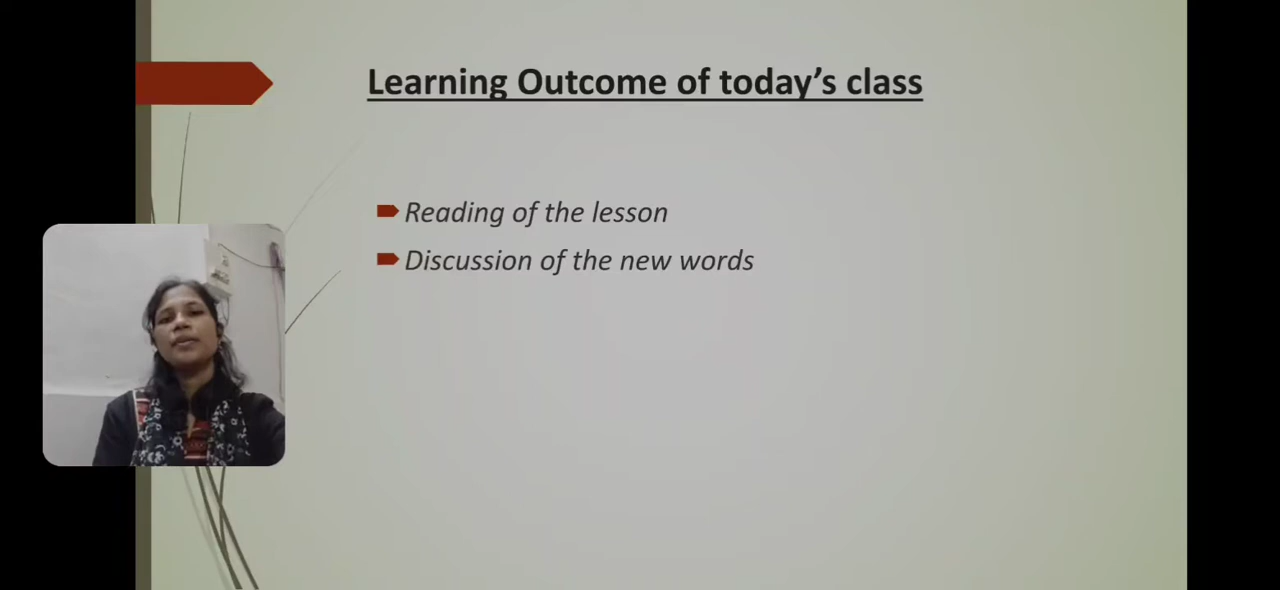 Learning Outcome of today’s class
Reading of the lesson
Discussion of the new words